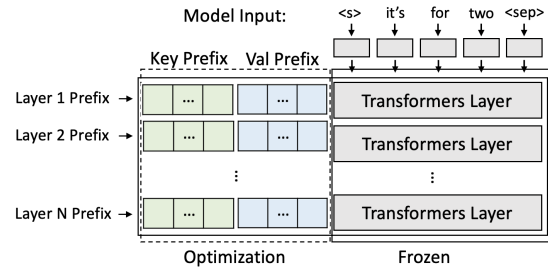 Model Input:
<s> it's for two <sep>
Key Prefix Val Prefix
Layer 1 Prefix ... ... Transformers Layer
Layer 2 Prefix ... ... Transformers Layer
⋮ ⋮
Layer N Prefix ... ... Transformers Layer
Optimization Frozen